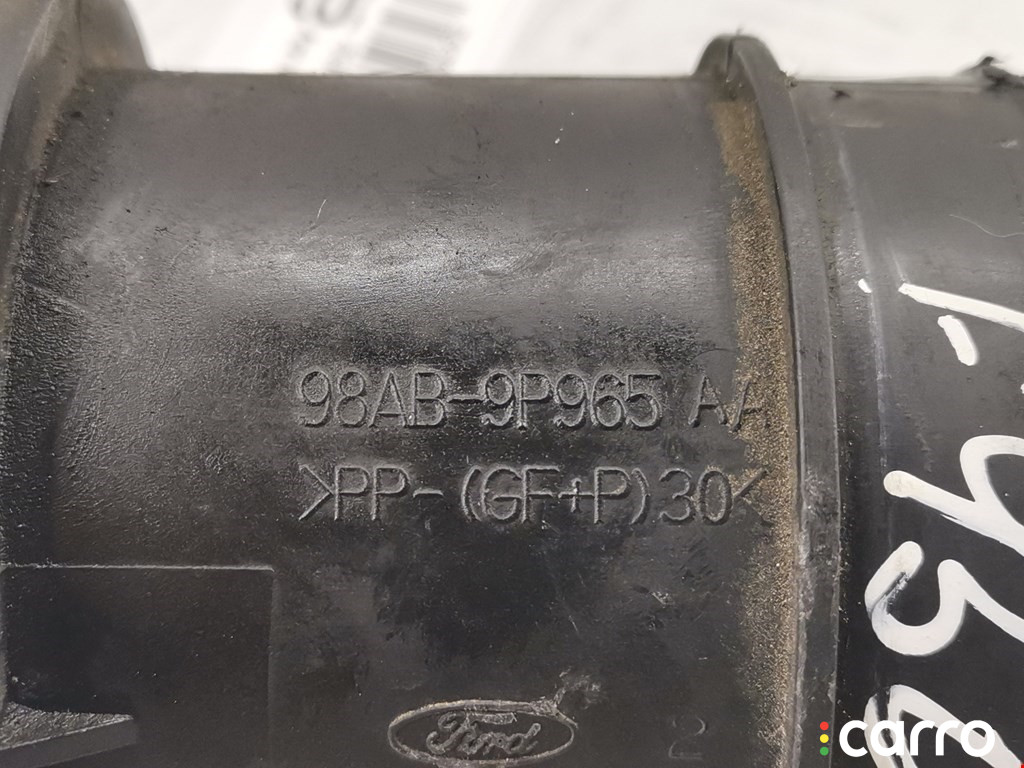 98AB-9P965 AA
>PP-(GF+P)30<
Ford
carro